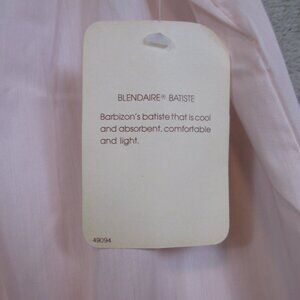 BLENDAIRE® BATISTE
Barbizon's batiste that is cool
and absorbent, comfortable
and light.
49094